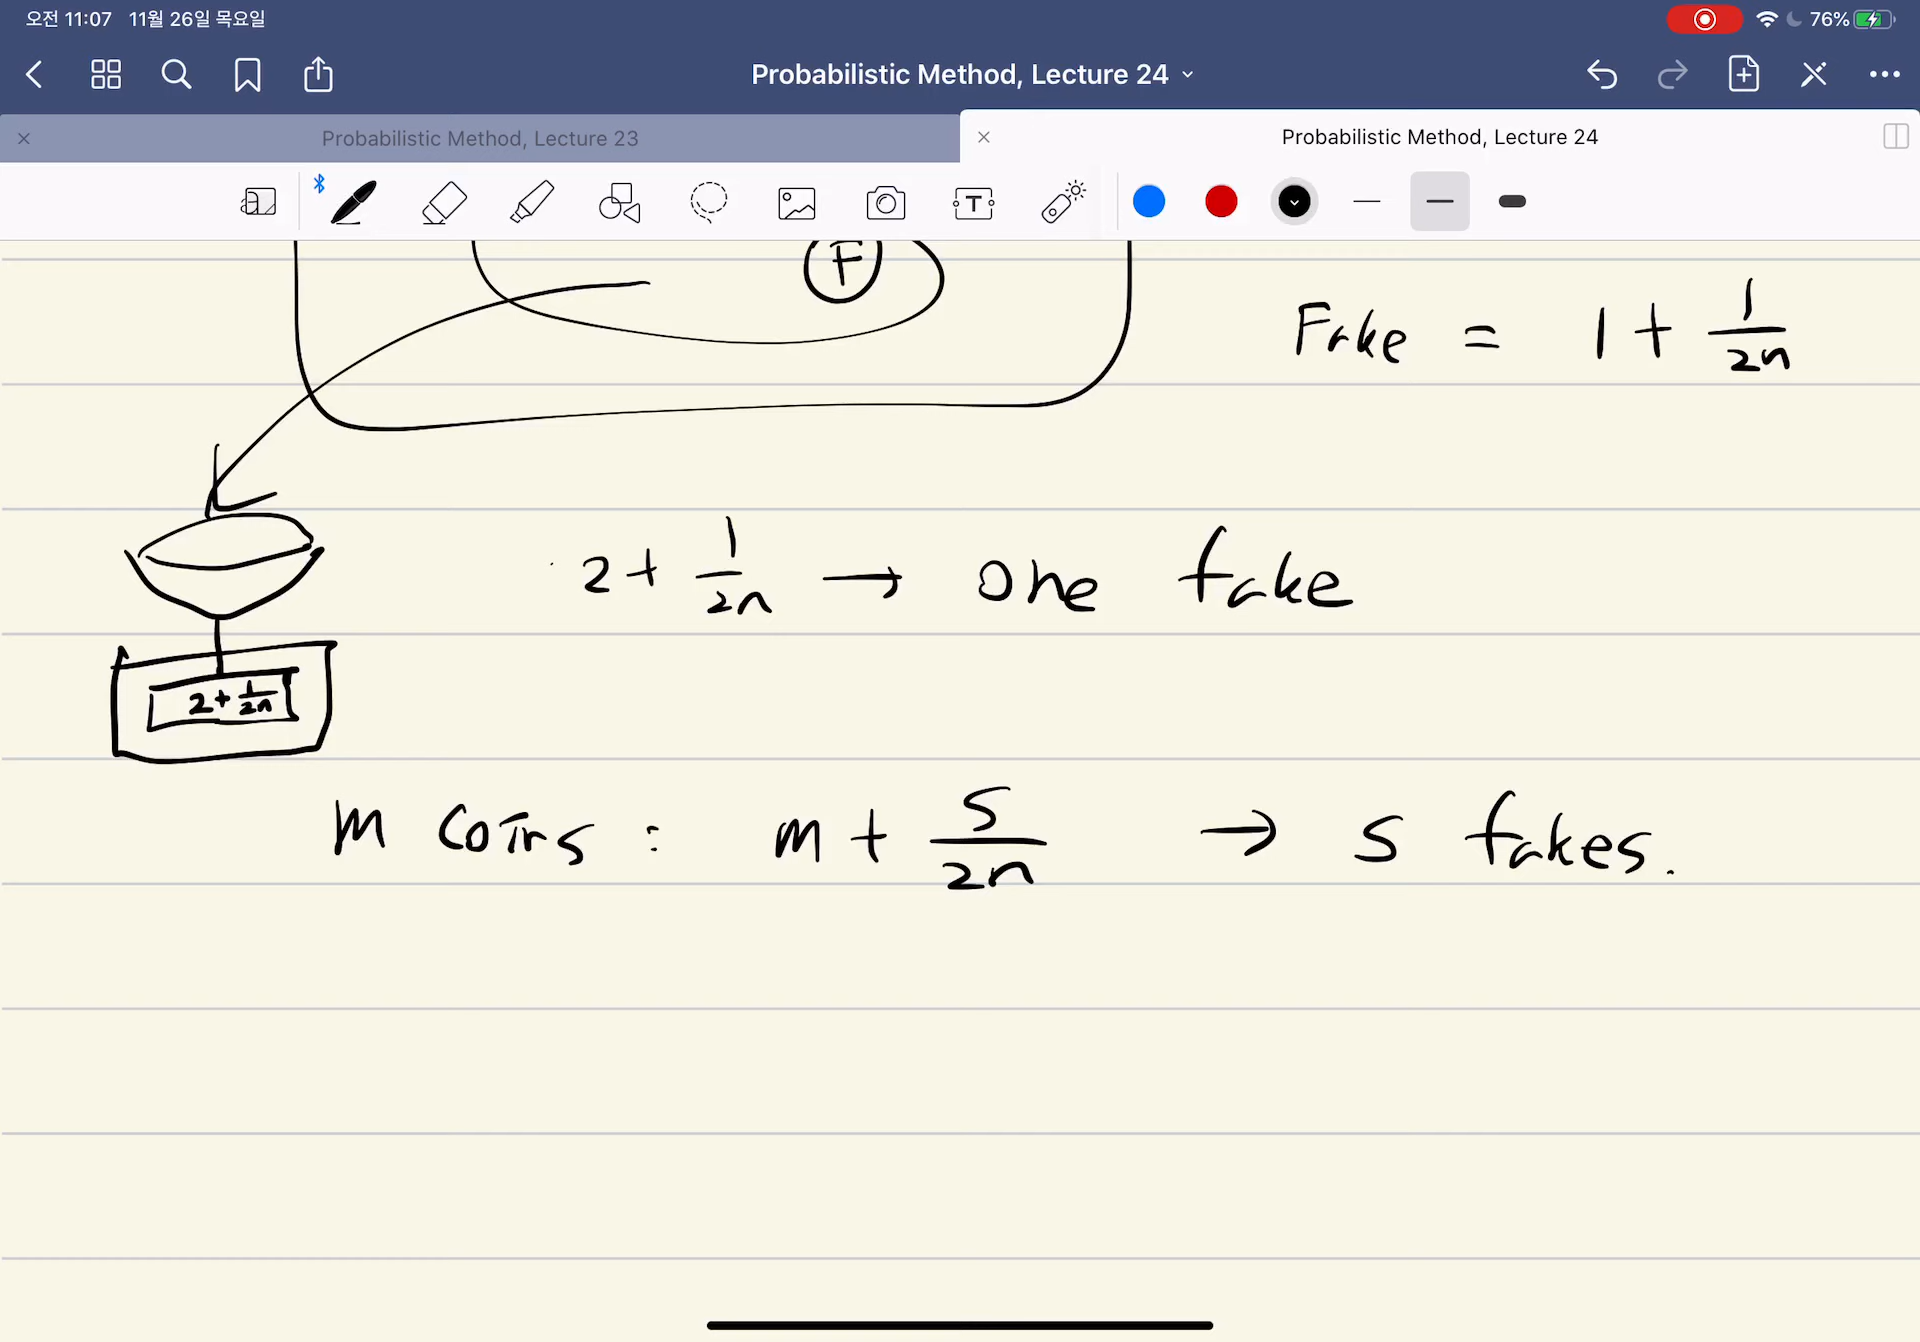 오전 11:07 11월 26일 목요일 76%
Probabilistic Method, Lecture 24
Probabilistic Method, Lecture 23 Probabilistic Method, Lecture 24
F
Fake = 1 + 1/2n
2 + 1/2n → one fake
2 + 1/2n
m coins : m + s/2n → s fakes.